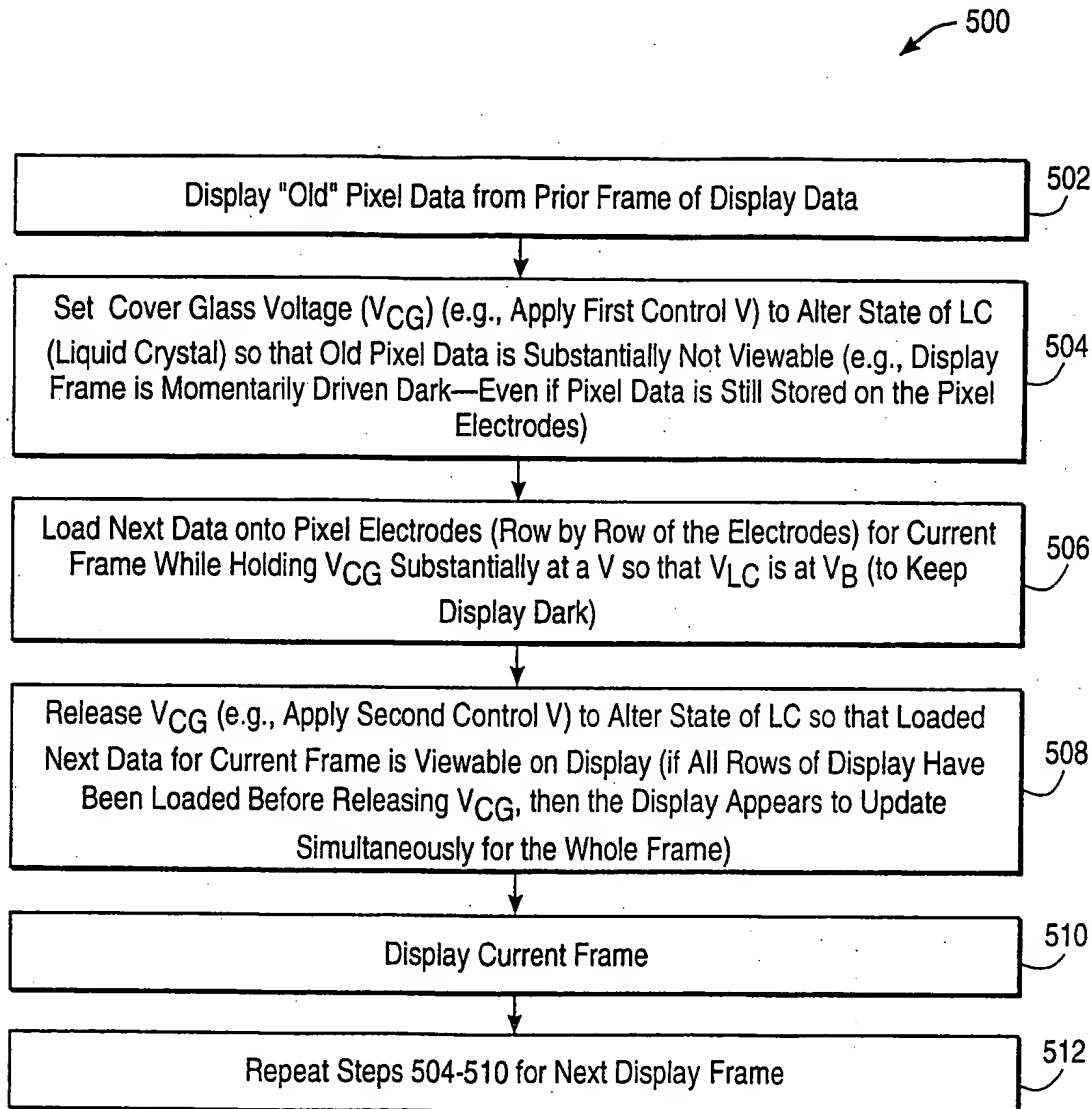 500
Display "Old" Pixel Data from Prior Frame of Display Data
502
Set Cover Glass Voltage (VCG) (e.g., Apply First Control V) to Alter State of LC
(Liquid Crystal) so that Old Pixel Data is Substantially Not Viewable (e.g., Display
Frame is Momentarily Driven Dark—Even if Pixel Data is Still Stored on the Pixel
Electrodes)
504
Load Next Data onto Pixel Electrodes (Row by Row of the Electrodes) for Current
Frame While Holding VCG Substantially at a V so that VLC is at VB (to Keep
Display Dark)
506
Release VCG (e.g., Apply Second Control V) to Alter State of LC so that Loaded
Next Data for Current Frame is Viewable on Display (if All Rows of Display Have
Been Loaded Before Releasing VCG, then the Display Appears to Update
Simultaneously for the Whole Frame)
508
Display Current Frame
510
Repeat Steps 504-510 for Next Display Frame
512